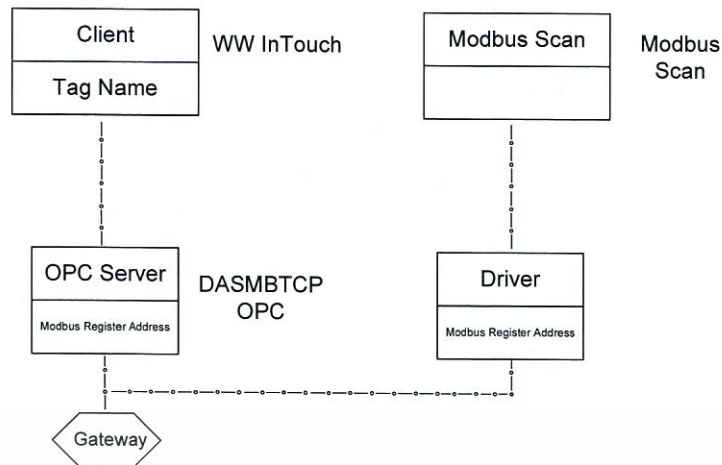 Client
WW InTouch
Tag Name
Modbus Scan
Modbus
Scan
OPC Server
Modbus Register Address
DASMBTCP
OPC
Driver
Modbus Register Address
Gateway